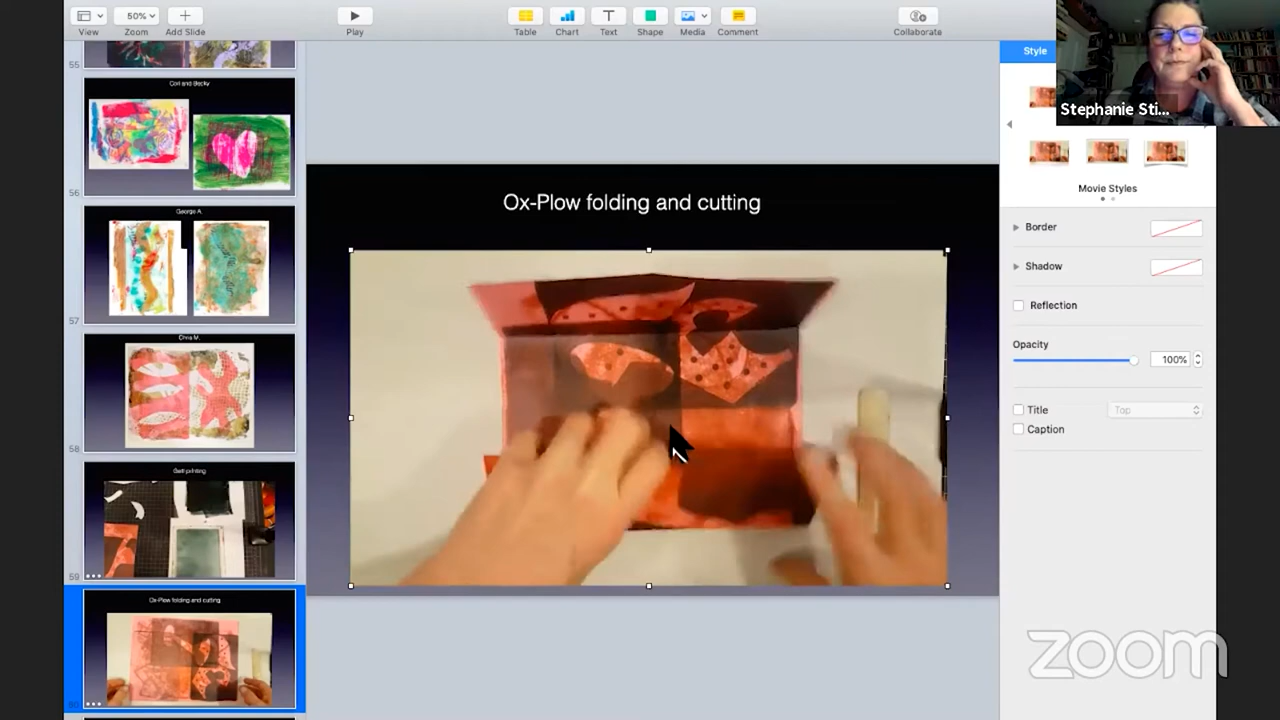 50%
View
Zoom
Add Slide
Play
Table
Chart
Text
Shape
Media
Comment
Collaborate
Style
Stephanie Sti...
55
Cori and Becky
56
George A.
57
Chris M.
58
Gelli printing
59
Ox-Plow folding and cutting
60
Ox-Plow folding and cutting
Movie Styles
Border
Shadow
Reflection
Opacity
100%
Title
Top
Caption
zoom